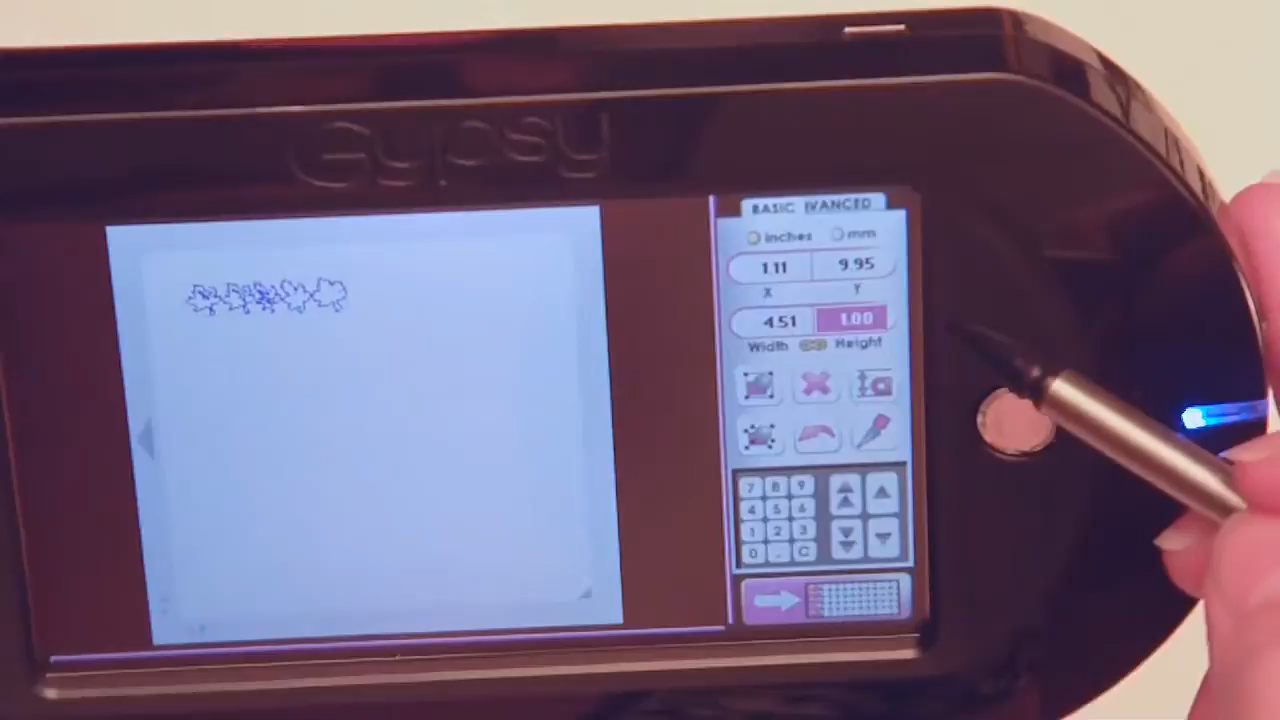 Gypsy
BASIC IVANCED
inches mm
1.11 9.95
X Y
4.51 1.00
Width Height
7 8 9
4 5 6
1 2 3
0 . C